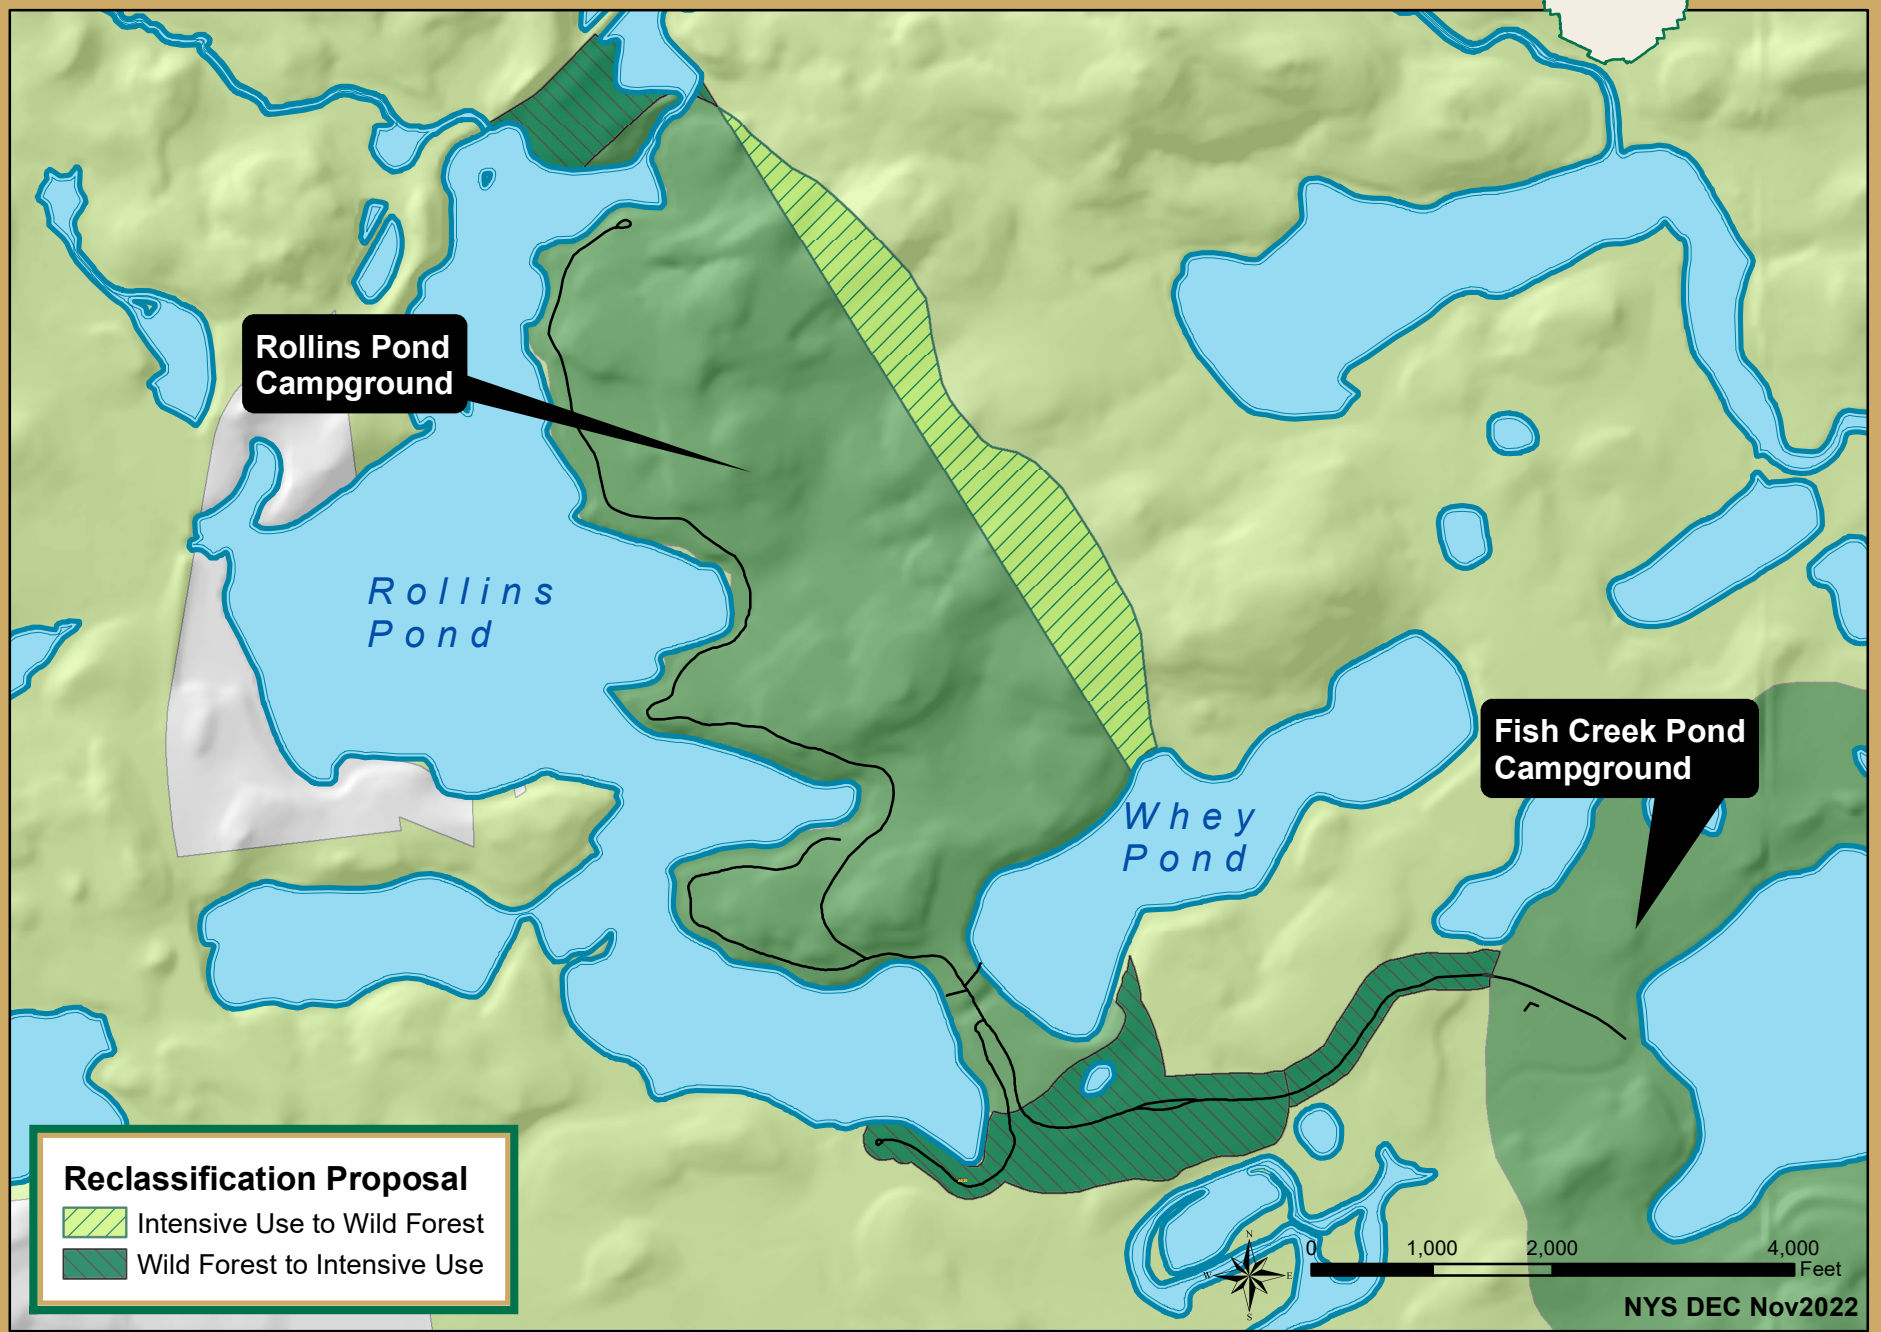 Rollins Pond
Campground
Rollins
Pond
Fish Creek Pond
Campground
Whey
Pond
Reclassification Proposal
Intensive Use to Wild Forest
Wild Forest to Intensive Use
N
W
E
S
0 1,000 2,000 4,000
Feet
NYS DEC Nov2022